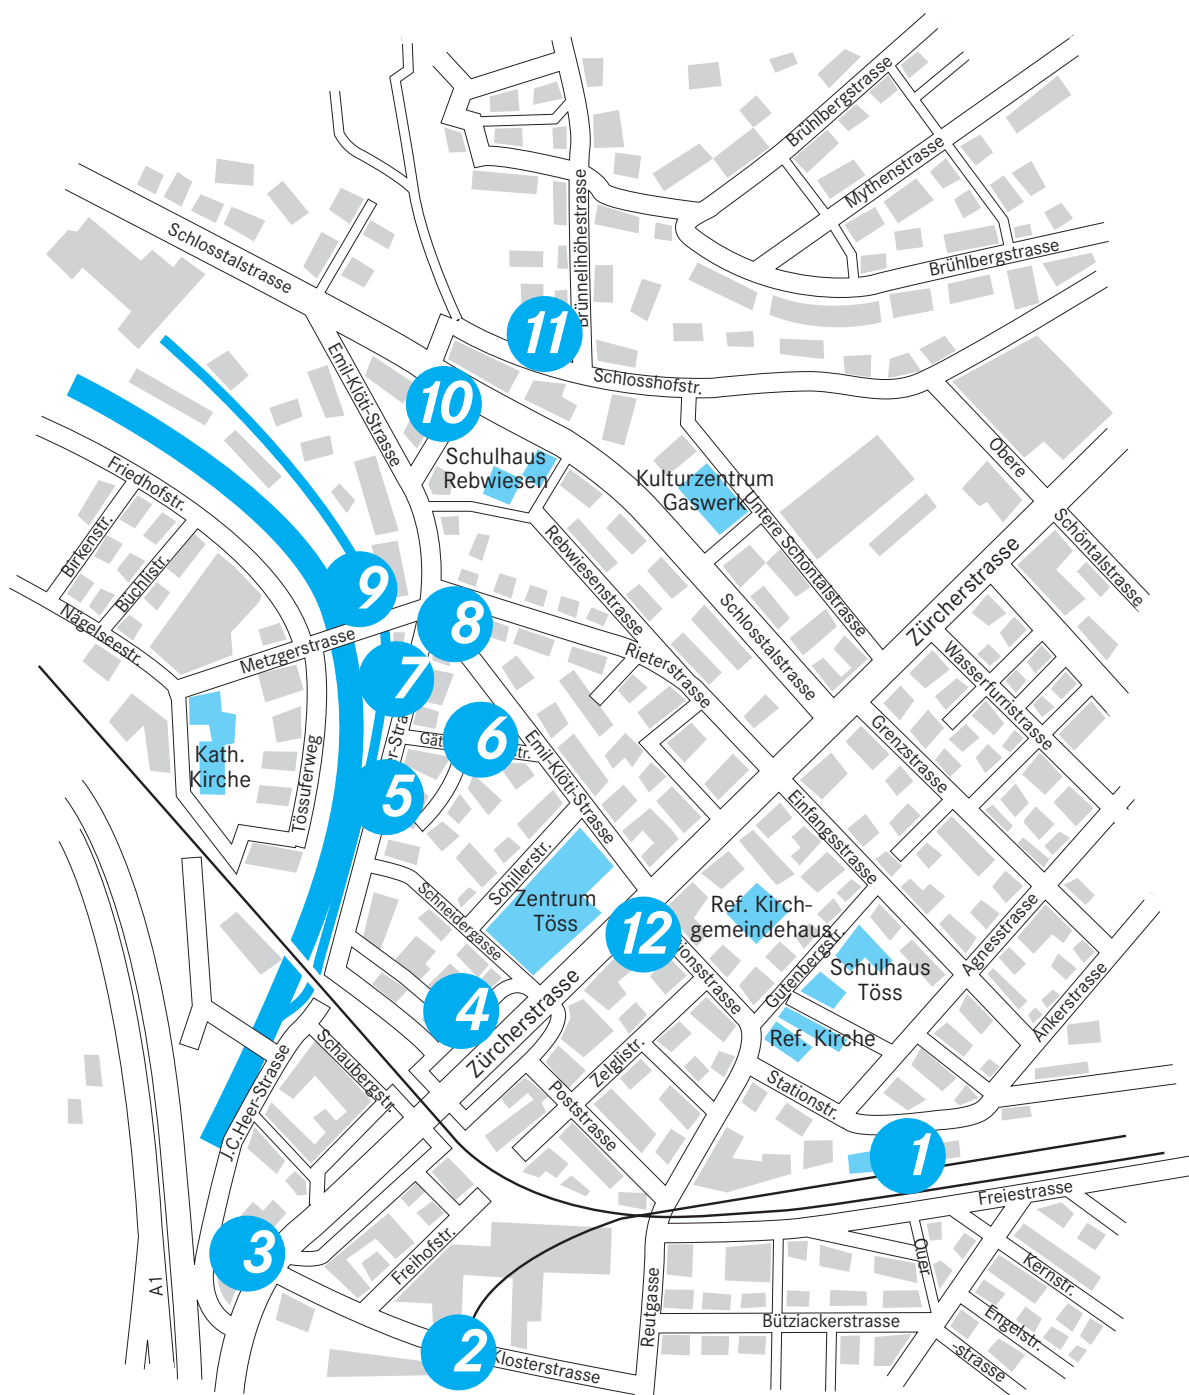 Brühlbergstrasse
Mythenstrasse
Brühlbergstrasse
Brünnelihöhestrasse
Schlosstalstrasse
11
Emil-Klöti-Strasse
Schlosshofstr.
10
Schulhaus
Rebwiesen
Kulturzentrum
Gaswerk
Obere
Schöntalstrasse
Friedhofstr.
Birkenstr.
Büchlistr.
Nägelseestr.
Untere Schöntalstrasse
Rebwiesenstrasse
Schlosstalstrasse
Zürcherstrasse
9
8
Metzgerstrasse
Rieterstrasse
7
Wasserfurristrasse
Grenzstrasse
6
Kath.
Kirche
Tössuferweg
Emil-Klöti-Strasse
5
Einfangstrasse
Schillerstr.
Schneidergasse
Zentrum
Töss
12
Ref. Kirch-
gemeindehaus
Gutenbergstr.
Schulhaus
Töss
Agnesstrasse
Ankerstrasse
4
Zürcherstrasse
Ref. Kirche
Schaubergstr.
J.C.Heer-Strasse
Zelglistr.
Poststrasse
Stationstr.
1
Freiestrasse
3
Freihofstr.
A1
Quer
-strasse
Kernstr.
Engelstr.
Reutgasse
Bütziackerstrasse
2
Klosterstrasse